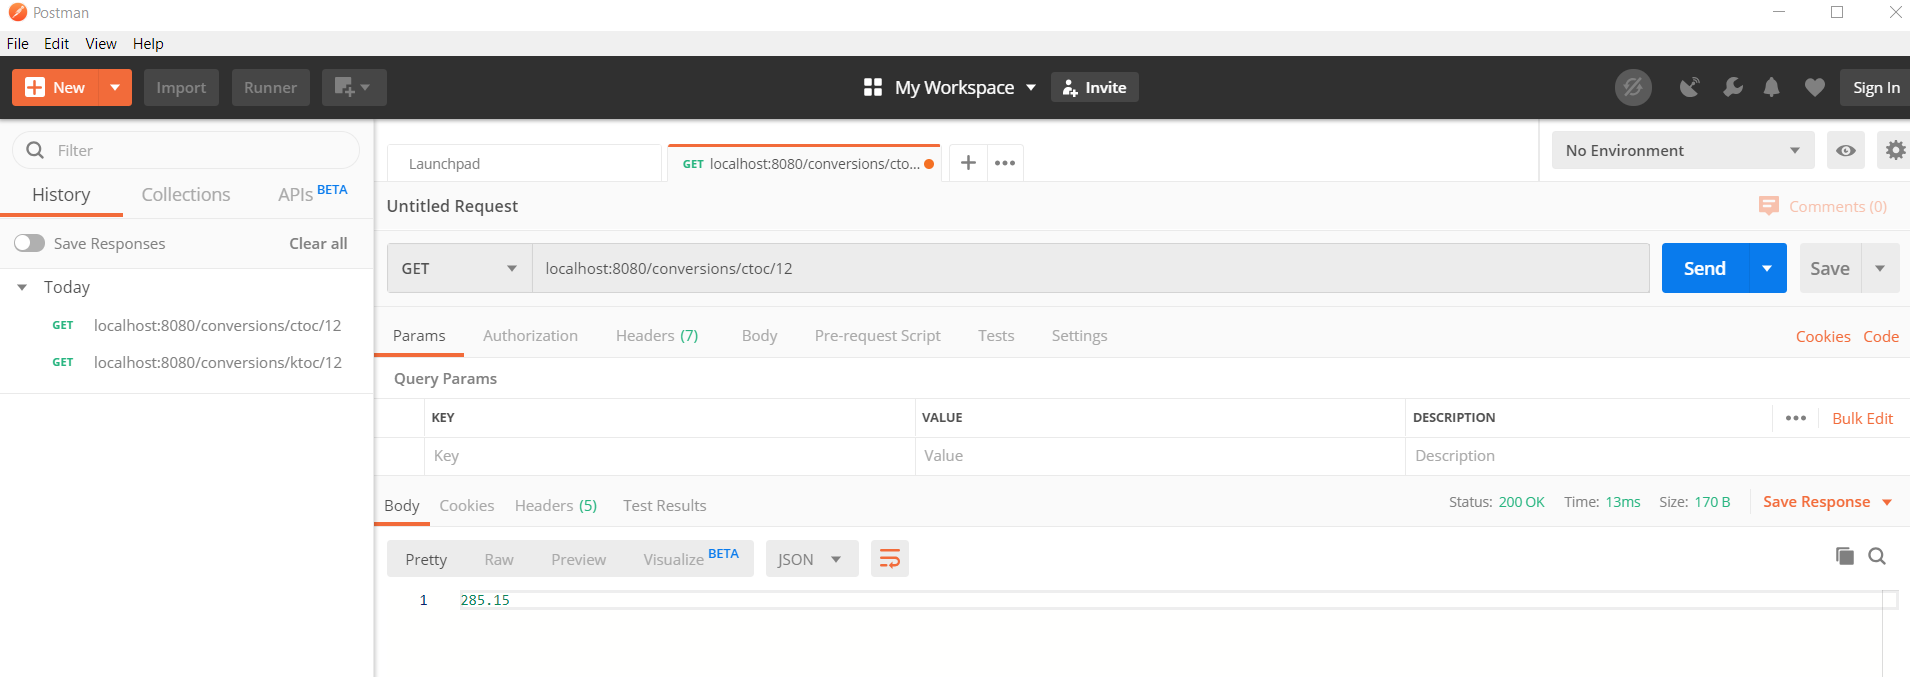 Postman
File Edit View Help
New Import Runner My Workspace Invite Sign In
Filter
History Collections APIs BETA
Save Responses Clear all
Today
GET localhost:8080/conversions/ctoc/12
GET localhost:8080/conversions/ktoc/12
Launchpad GET localhost:8080/conversions/cto... No Environment
Untitled Request Comments (0)
GET localhost:8080/conversions/ctoc/12 Send Save
Params Authorization Headers (7) Body Pre-request Script Tests Settings Cookies Code
Query Params
KEY VALUE DESCRIPTION Bulk Edit
Key Value Description
Body Cookies Headers (5) Test Results Status: 200 OK Time: 13ms Size: 170 B Save Response
Pretty Raw Preview Visualize BETA JSON
1 285.15